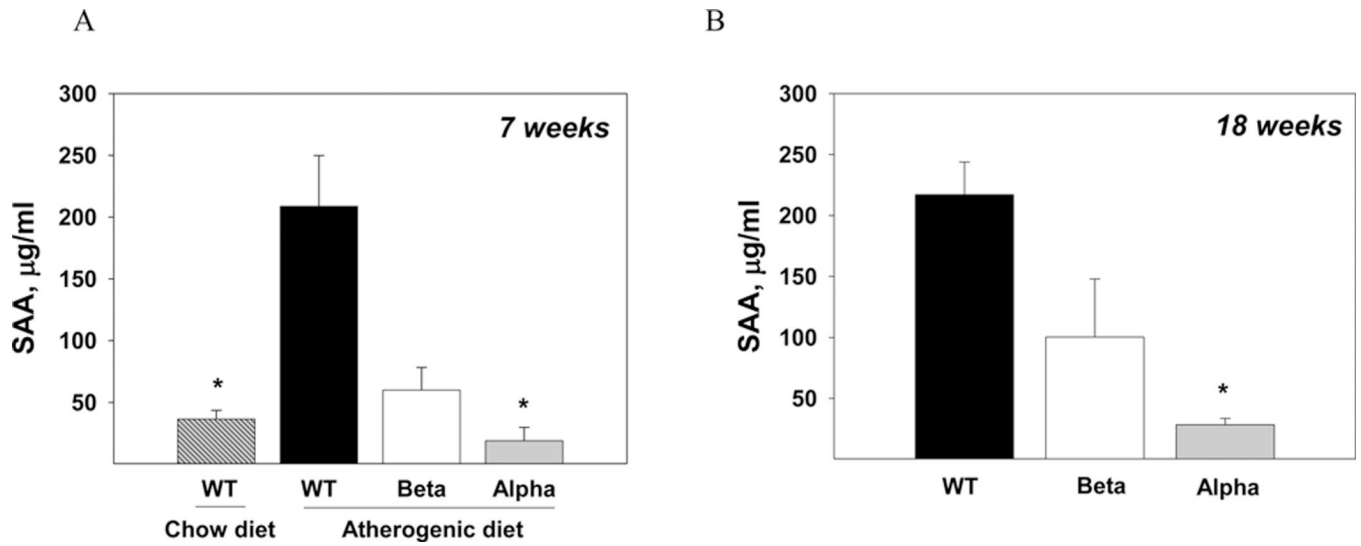 A
B
300
250
200
150
100
50
SAA, μg/ml
7 weeks
*
*
WT
WT
Beta
Alpha
Chow diet
Atherogenic diet
300
250
200
150
100
50
SAA, μg/ml
18 weeks
*
WT
Beta
Alpha